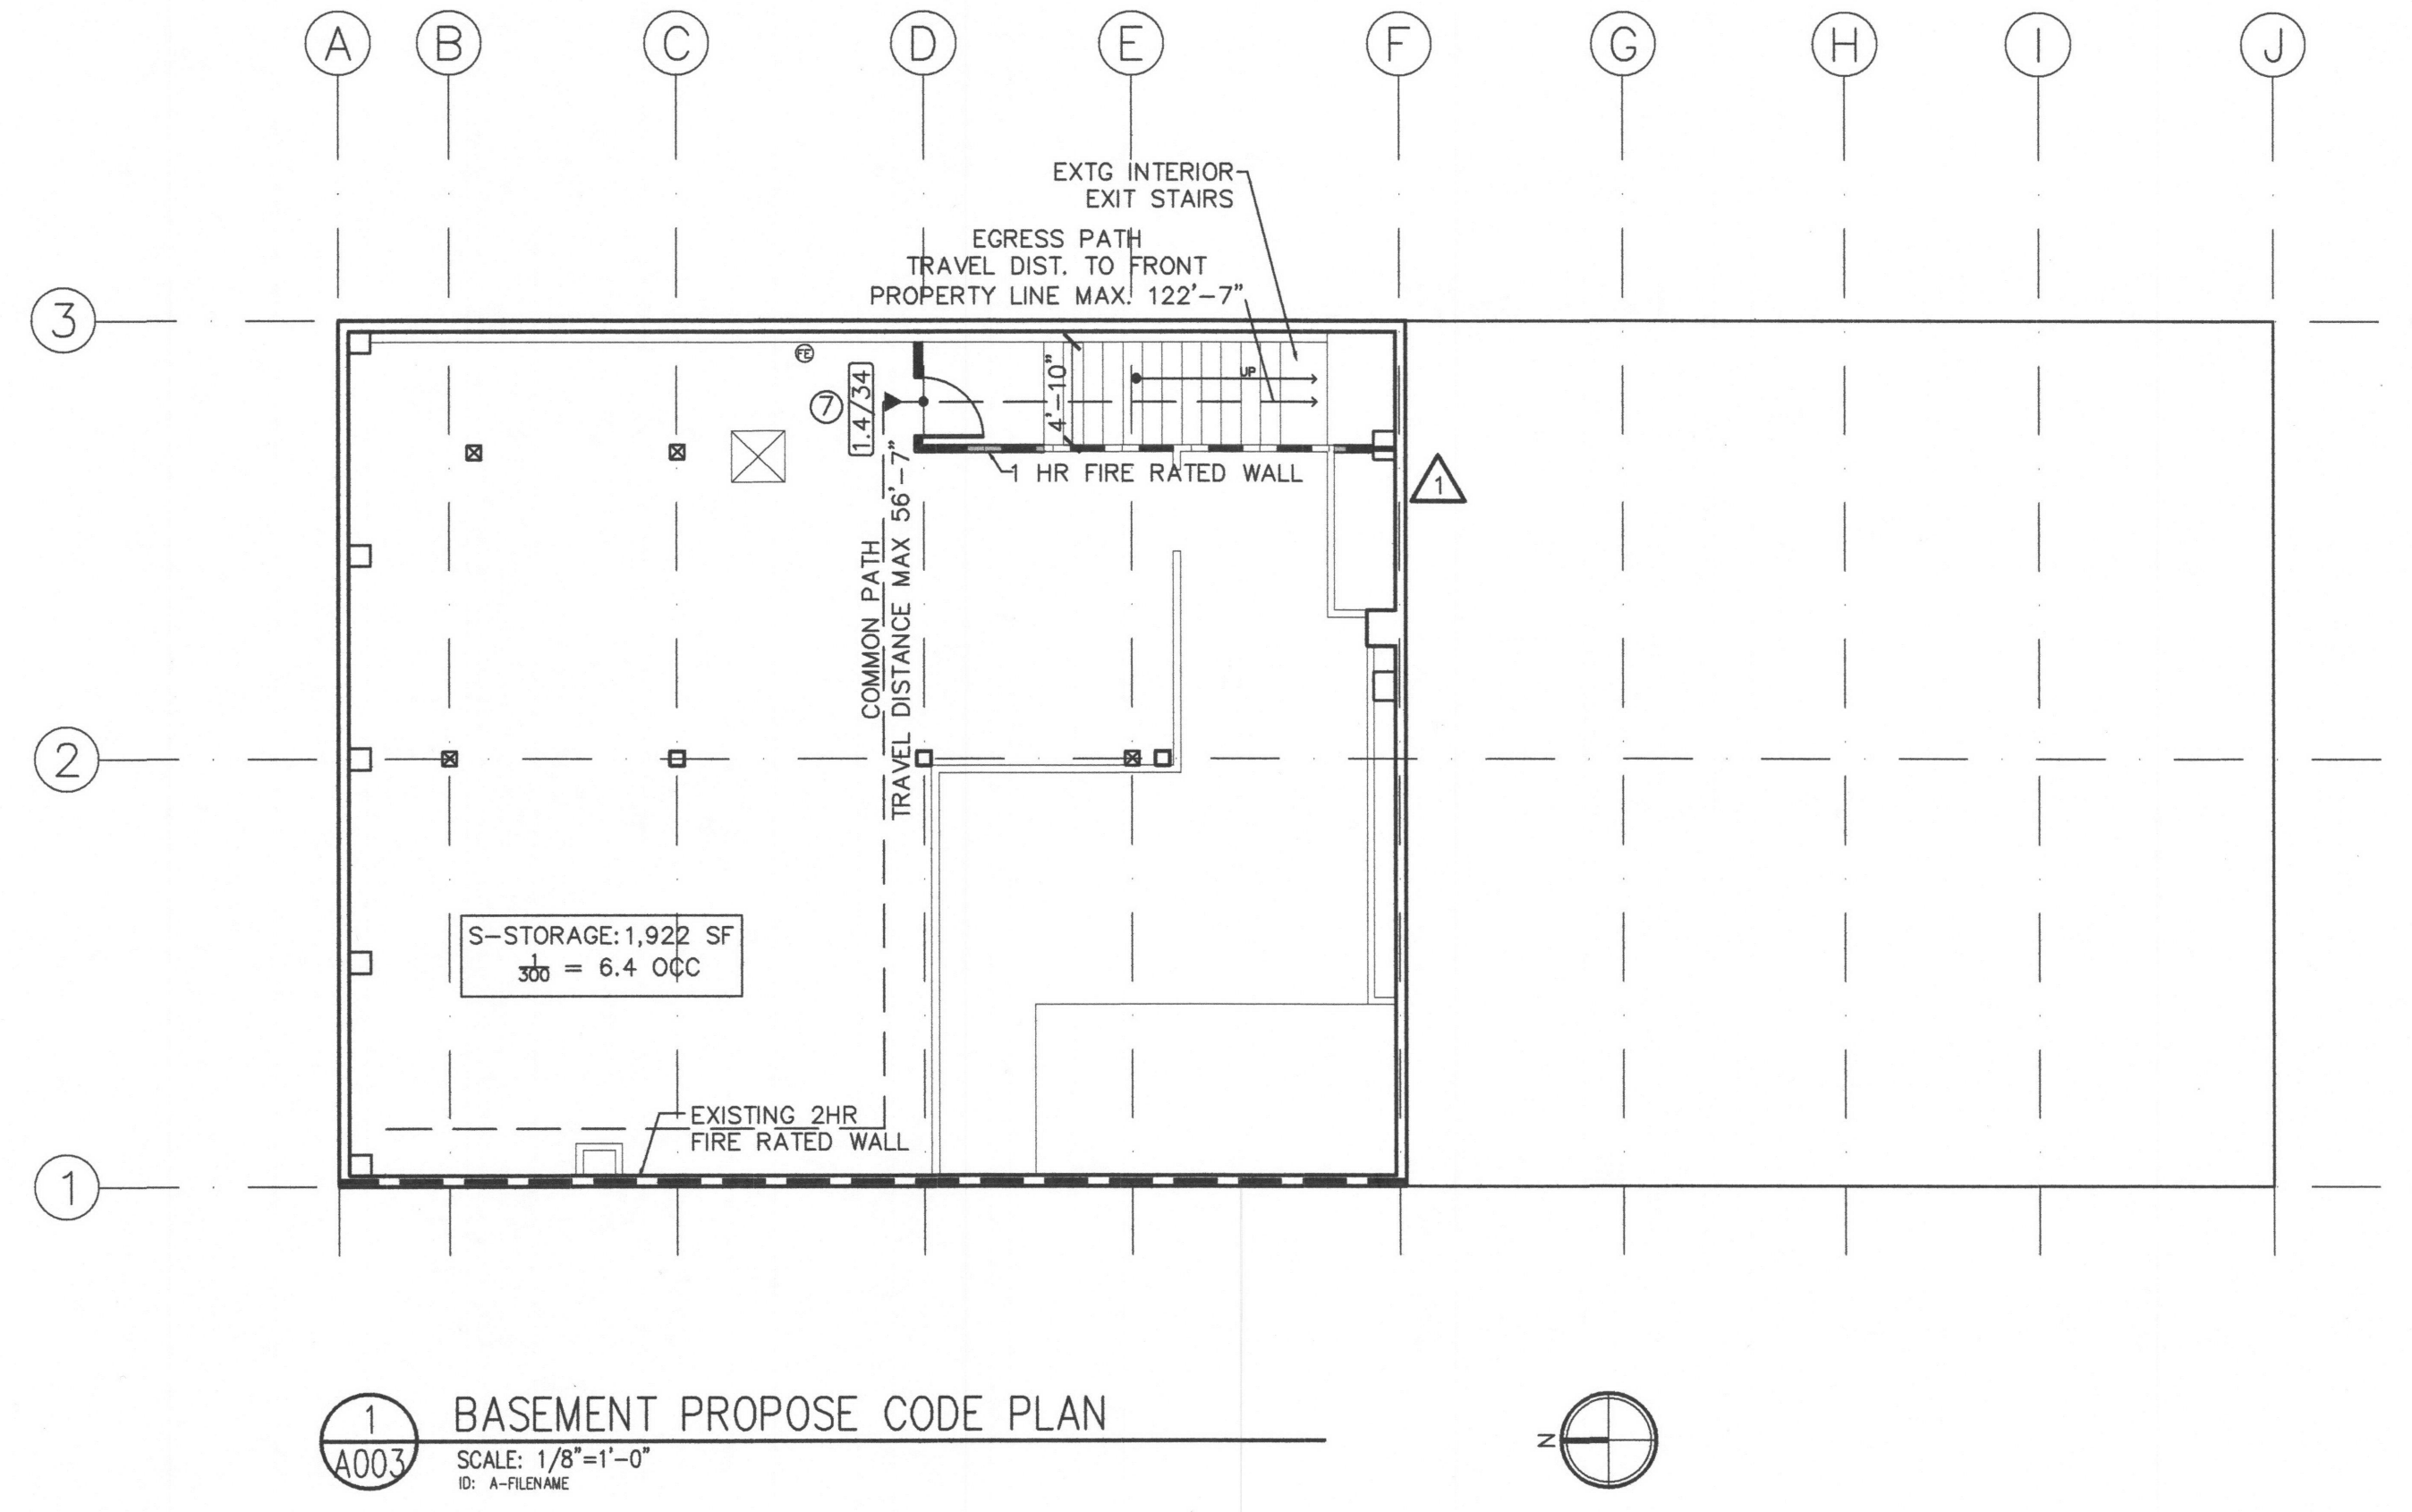 A B C D E F G H I J
EXTG INTERIOR
EXIT STAIRS
EGRESS PATH
TRAVEL DIST. TO FRONT
PROPERTY LINE MAX. 122'-7"
3
FE
7
1.4/34
4'-10"
UP
1 HR FIRE RATED WALL
1
COMMON PATH
TRAVEL DISTANCE MAX 56'-7"
2
S-STORAGE: 1,922 SF
1/300 = 6.4 OCC
EXISTING 2HR
FIRE RATED WALL
1
1
A003
BASEMENT PROPOSE CODE PLAN
SCALE: 1/8"=1'-0"
ID: A-FILENAME
N